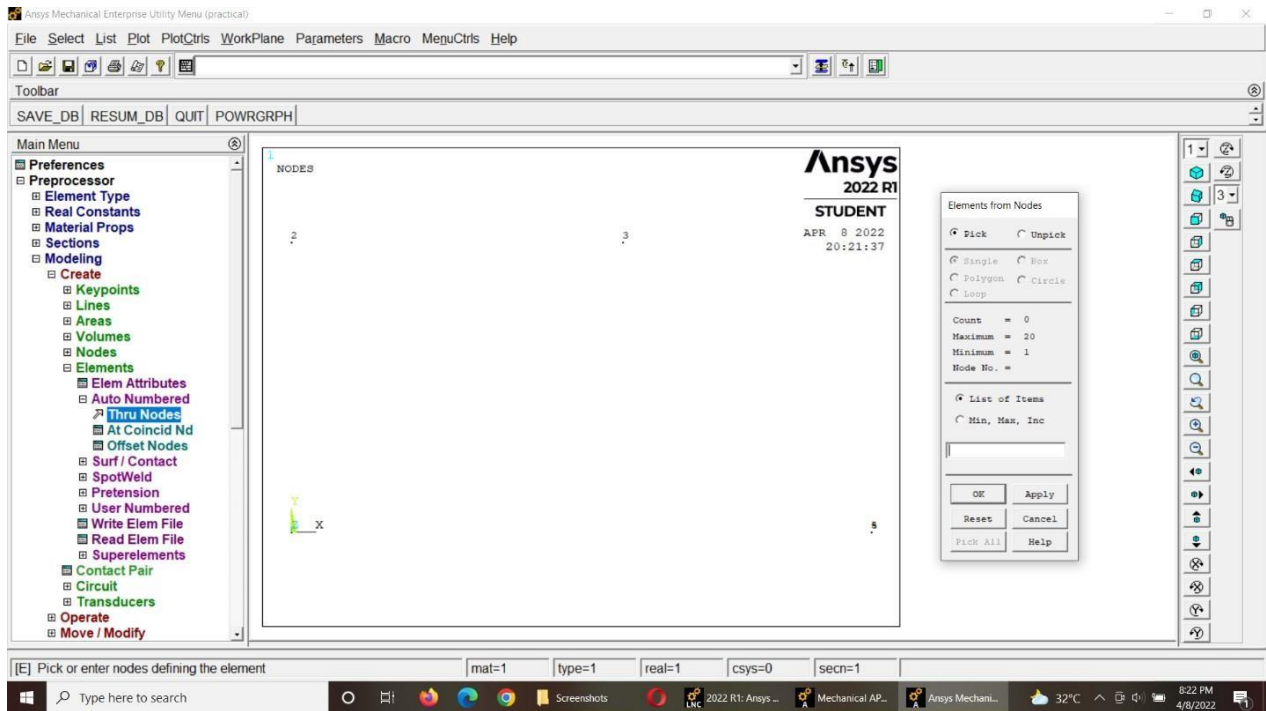 Ansys Mechanical Enterprise Utility Menu (practical)
File Select List Plot PlotCtrls WorkPlane Parameters Macro MenuCtrls Help
Toolbar
SAVE_DB RESUM_DB QUIT POWRGRPH
Main Menu
Preferences
Preprocessor
Element Type
Real Constants
Material Props
Sections
Modeling
Create
Keypoints
Lines
Areas
Volumes
Nodes
Elements
Elem Attributes
Auto Numbered
Thru Nodes
At Coincid Nd
Offset Nodes
Surf / Contact
SpotWeld
Pretension
User Numbered
Write Elem File
Read Elem File
Superelements
Contact Pair
Circuit
Transducers
Operate
Move / Modify
1
NODES
Ansys
2022 R1
STUDENT
APR 8 2022
20:21:37
2 3
Y
Z X
Elements from Nodes
Pick Unpick
Single Box
Polygon Circle
Loop
Count = 0
Maximum = 20
Minimum = 1
Node No. =
List of Items
Min, Max, Inc
OK Apply
Reset Cancel
Pick All Help
1
3
[E] Pick or enter nodes defining the element mat=1 type=1 real=1 csys=0 secn=1
Type here to search Screenshots 2022 R1: Ansys ... Mechanical AP... Ansys Mechani... 32°C 8:22 PM
4/8/2022